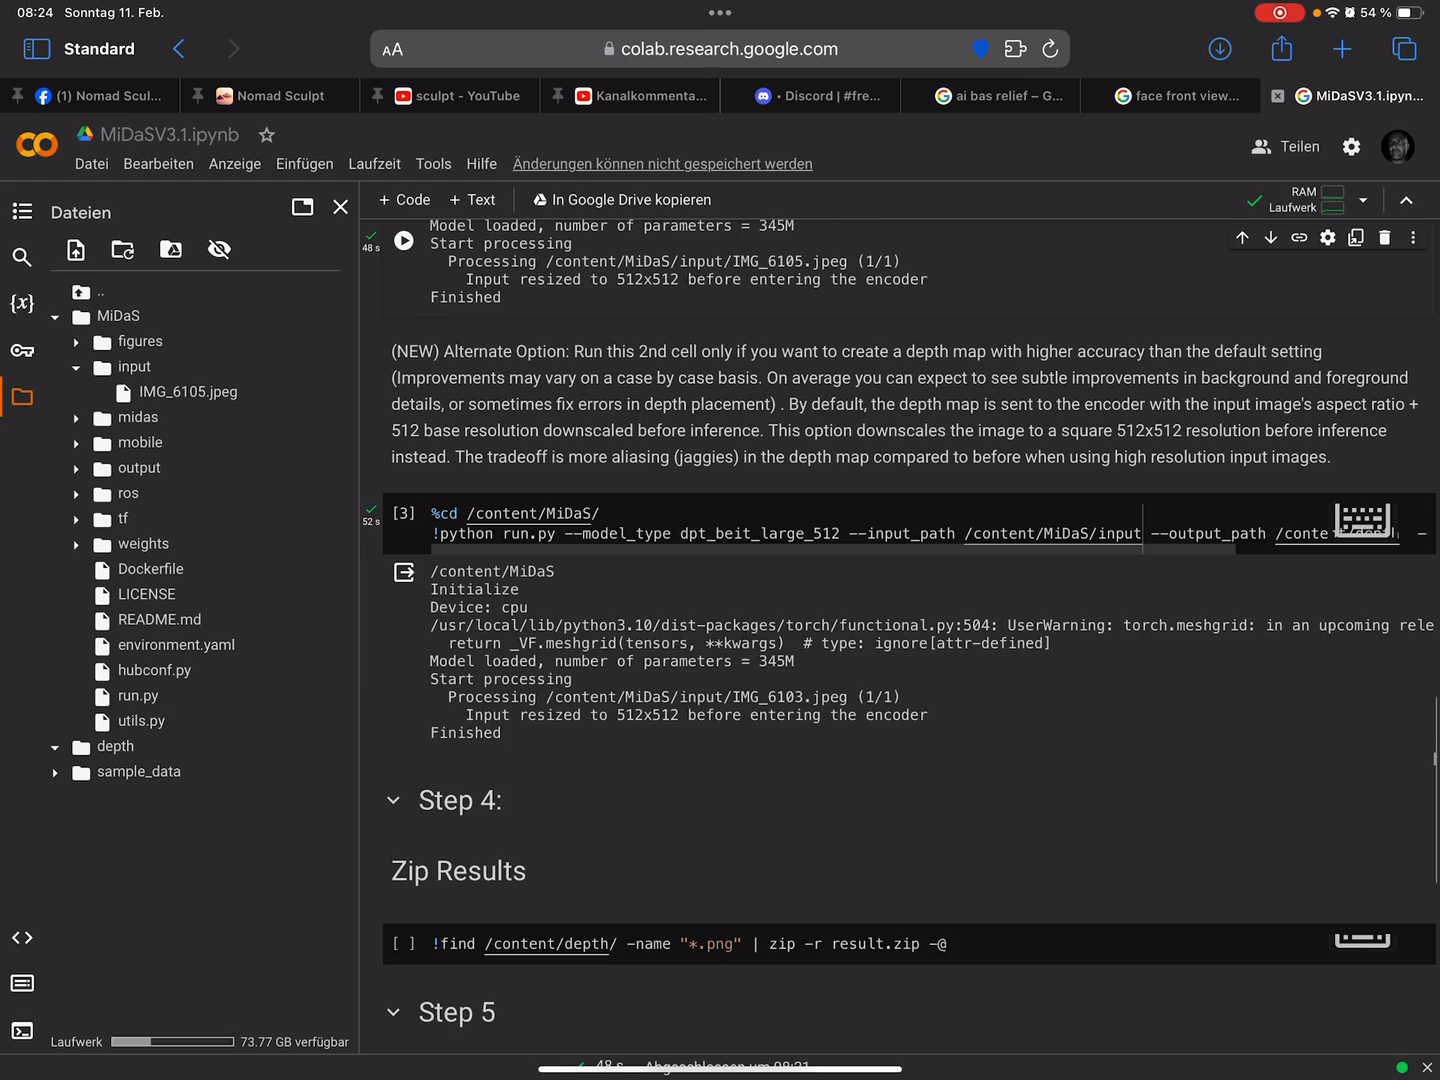 08:24 Sonntag 11. Feb.
54 %
Standard
AA
colab.research.google.com
(1) Nomad Scul...
Nomad Sculpt
sculpt - YouTube
Kanalkommenta...
• Discord | #fre...
ai bas relief – G...
face front view...
MiDaSV3.1.ipyn...
MiDaSV3.1.ipynb
Teilen
Datei Bearbeiten Anzeige Einfügen Laufzeit Tools Hilfe Änderungen können nicht gespeichert werden
Dateien
+ Code + Text In Google Drive kopieren
RAM
Laufwerk
..
MiDaS
figures
input
IMG_6105.jpeg
midas
mobile
output
ros
tf
weights
Dockerfile
LICENSE
README.md
environment.yaml
hubconf.py
run.py
utils.py
depth
sample_data
Laufwerk 73.77 GB verfügbar
{x}
48 s
Model loaded, number of parameters = 345M
Start processing
Processing /content/MiDaS/input/IMG_6105.jpeg (1/1)
Input resized to 512x512 before entering the encoder
Finished
(NEW) Alternate Option: Run this 2nd cell only if you want to create a depth map with higher accuracy than the default setting
(Improvements may vary on a case by case basis. On average you can expect to see subtle improvements in background and foreground
details, or sometimes fix errors in depth placement) . By default, the depth map is sent to the encoder with the input image's aspect ratio +
512 base resolution downscaled before inference. This option downscales the image to a square 512x512 resolution before inference
instead. The tradeoff is more aliasing (jaggies) in the depth map compared to before when using high resolution input images.
52 s
[3] %cd /content/MiDaS/
!python run.py --model_type dpt_beit_large_512 --input_path /content/MiDaS/input --output_path /conte
/content/MiDaS
Initialize
Device: cpu
/usr/local/lib/python3.10/dist-packages/torch/functional.py:504: UserWarning: torch.meshgrid: in an upcoming rele
return _VF.meshgrid(tensors, **kwargs) # type: ignore[attr-defined]
Model loaded, number of parameters = 345M
Start processing
Processing /content/MiDaS/input/IMG_6103.jpeg (1/1)
Input resized to 512x512 before entering the encoder
Finished
Step 4:
Zip Results
[ ] !find /content/depth/ -name "*.png" | zip -r result.zip -@
Step 5
48 s Abgeschlossen um 08:21